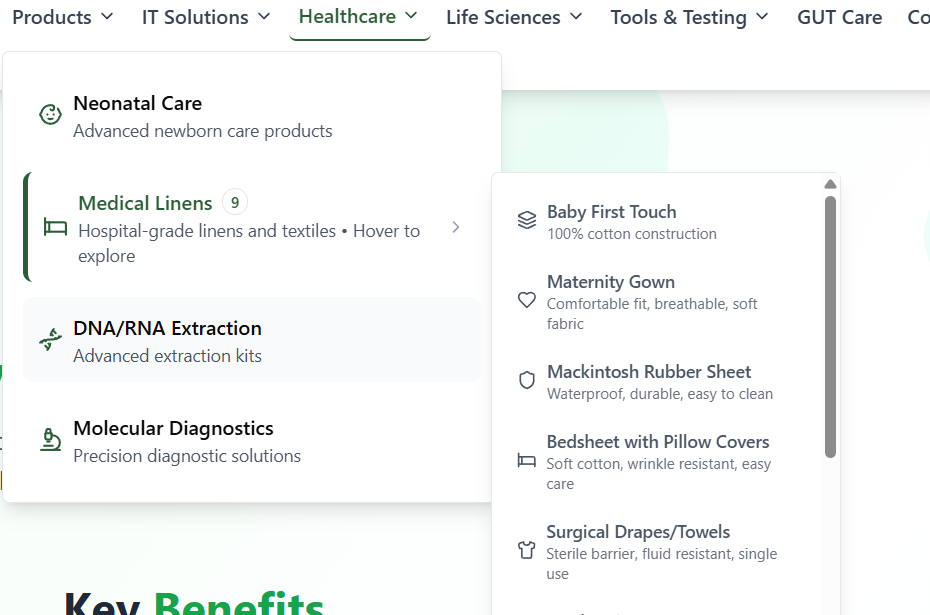 Products IT Solutions Healthcare Life Sciences Tools & Testing GUT Care Co
Neonatal Care
Advanced newborn care products
Medical Linens 9
Hospital-grade linens and textiles • Hover to
explore
DNA/RNA Extraction
Advanced extraction kits
Molecular Diagnostics
Precision diagnostic solutions
Baby First Touch
100% cotton construction
Maternity Gown
Comfortable fit, breathable, soft
fabric
Mackintosh Rubber Sheet
Waterproof, durable, easy to clean
Bedsheet with Pillow Covers
Soft cotton, wrinkle resistant, easy
care
Surgical Drapes/Towels
Sterile barrier, fluid resistant, single
use
Key Benefits